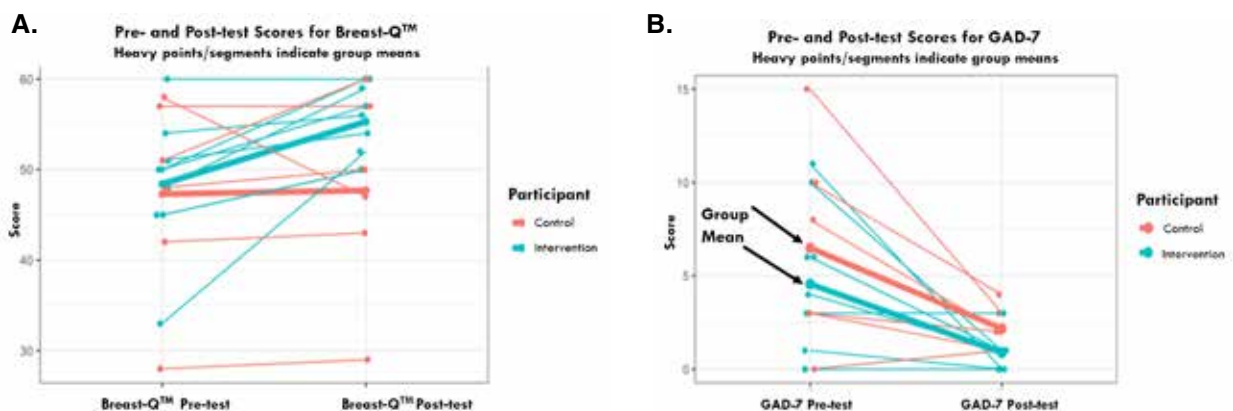 A.
Pre- and Post-test Scores for Breast-Q™
Heavy points/segments indicate group means
60
50
40
30
Score
Breast-Q™ Pre-test
Breast-Q™ Post-test
Participant
Control
Intervention
B.
Pre- and Post-test Scores for GAD-7
Heavy points/segments indicate group means
15
10
5
0
Score
Group
Mean
GAD-7 Pre-test
GAD-7 Post-test
Participant
Control
Intervention